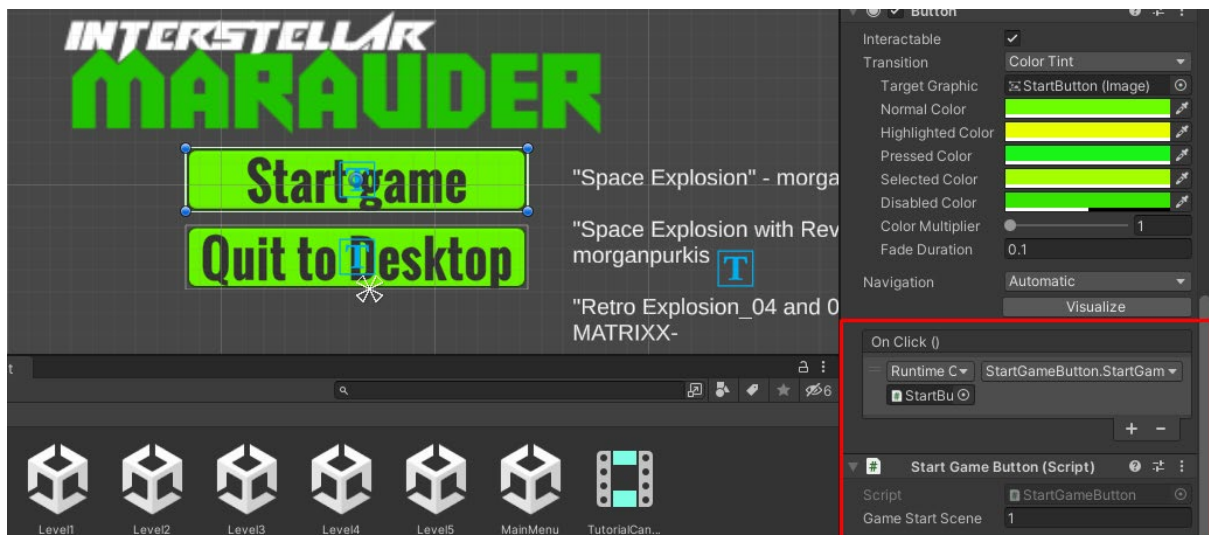 INTERSTELLAR
MARAUDER
Start game
Quit to Desktop
"Space Explosion" - morga
"Space Explosion with Rev
morganpurkis
"Retro Explosion_04 and 0
MATRIXX-
t
6
Level1
Level2
Level3
Level4
Level5
MainMenu
TutorialCan...
Button
Interactable
Transition
Color Tint
Target Graphic
StartButton (Image)
Normal Color
Highlighted Color
Pressed Color
Selected Color
Disabled Color
Color Multiplier
1
Fade Duration
0.1
Navigation
Automatic
Visualize
On Click ()
Runtime C
StartGameButton.StartGam
StartBu
+ -
# Start Game Button (Script)
Script
StartGameButton
Game Start Scene
1